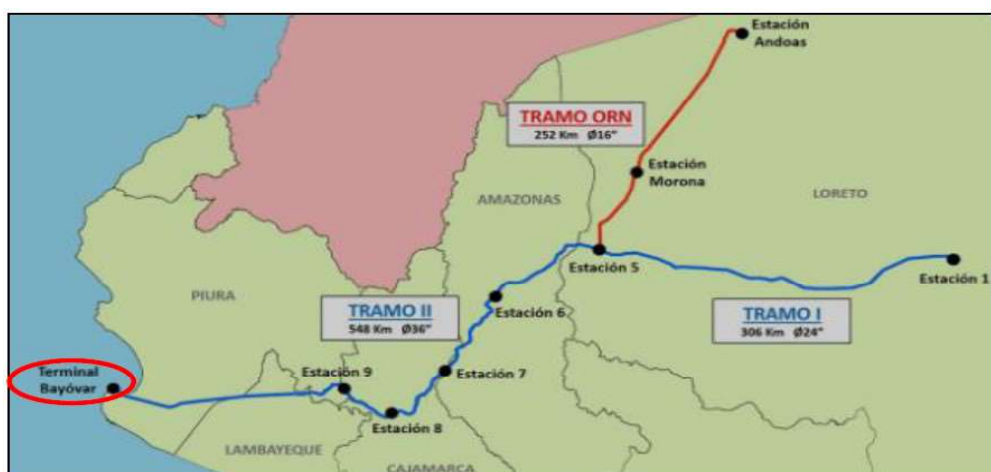 Estación
Andoas
TRAMO ORN
252 Km Ø16"
Estación
Morona
AMAZONAS
LORETO
Estación 5
Estación 1
PIURA
TRAMO II
548 Km Ø36"
Estación 6
TRAMO I
306 Km Ø24"
Terminal
Bayóvar
Estación 9
Estación 7
Estación 8
LAMBAYEQUE
CAJAMARCA